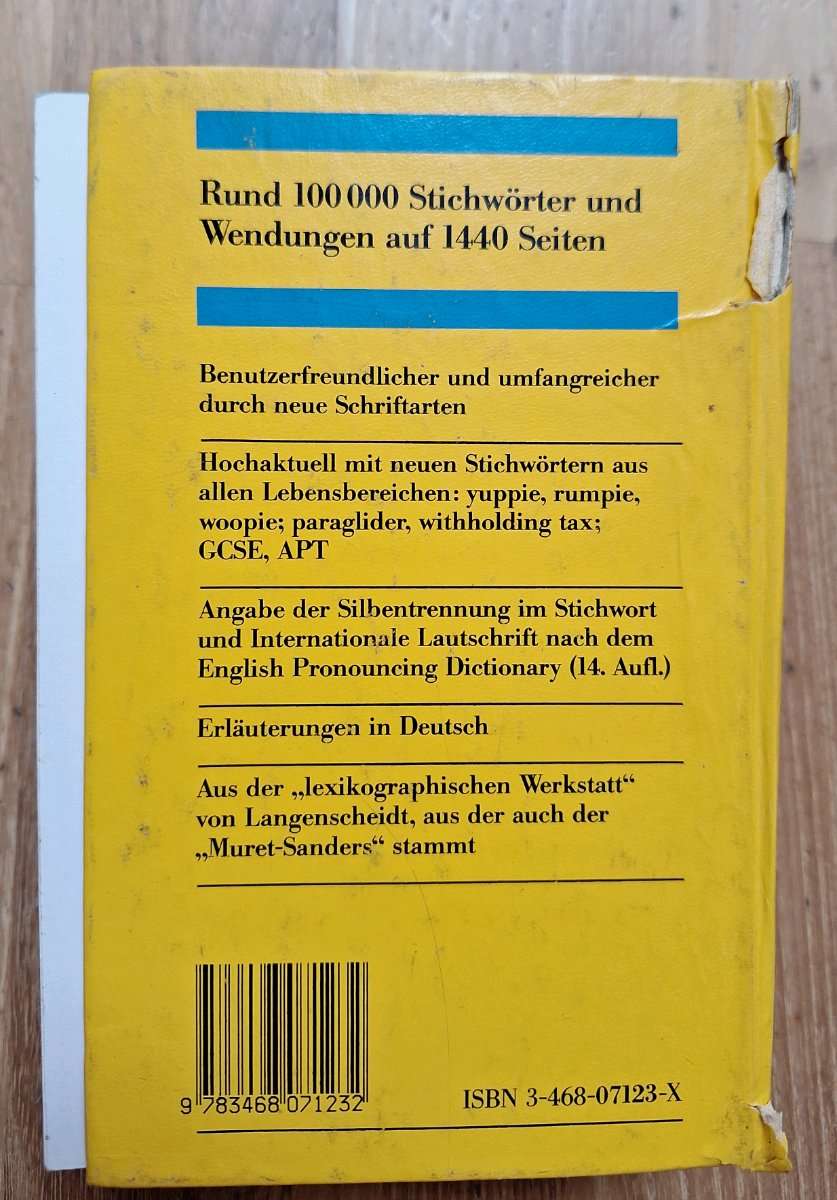 Rund 100 000 Stichwörter und
Wendungen auf 1440 Seiten
Benutzerfreundlicher und umfangreicher
durch neue Schriftarten
Hochaktuell mit neuen Stichwörtern aus
allen Lebensbereichen: yuppie, rumpie,
woopie; paraglider, withholding tax;
GCSE, APT
Angabe der Silbentrennung im Stichwort
und Internationale Lautschrift nach dem
English Pronouncing Dictionary (14. Aufl.)
Erläuterungen in Deutsch
Aus der „lexikographischen Werkstatt“
von Langenscheidt, aus der auch der
„Muret-Sanders“ stammt
9 783468 071232
ISBN 3-468-07123-X